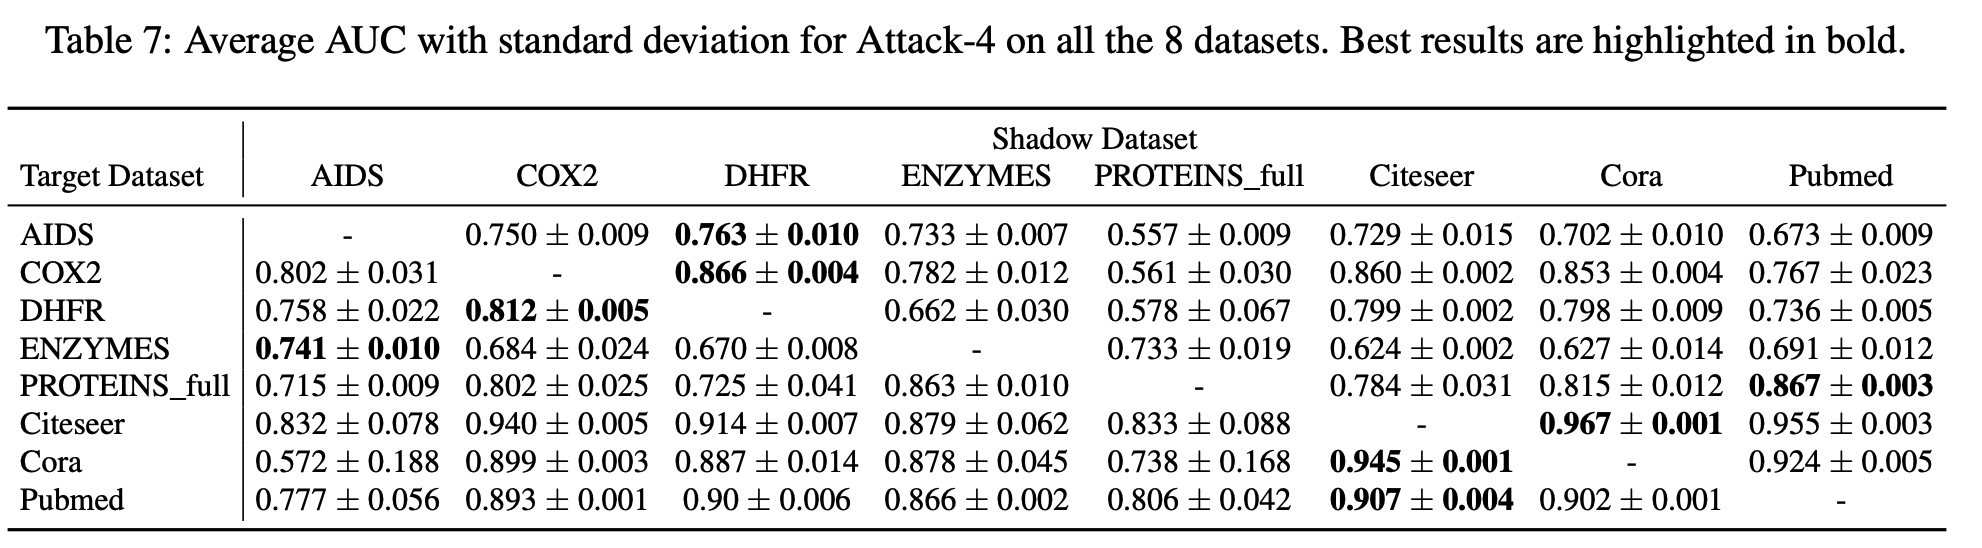 Table 7: Average AUC with standard deviation for Attack-4 on all the 8 datasets. Best results are highlighted in bold.
Shadow Dataset
Target Dataset AIDS COX2 DHFR ENZYMES PROTEINS_full Citeseer Cora Pubmed
AIDS - 0.750 ± 0.009 0.763 ± 0.010 0.733 ± 0.007 0.557 ± 0.009 0.729 ± 0.015 0.702 ± 0.010 0.673 ± 0.009
COX2 0.802 ± 0.031 - 0.866 ± 0.004 0.782 ± 0.012 0.561 ± 0.030 0.860 ± 0.002 0.853 ± 0.004 0.767 ± 0.023
DHFR 0.758 ± 0.022 0.812 ± 0.005 - 0.662 ± 0.030 0.578 ± 0.067 0.799 ± 0.002 0.798 ± 0.009 0.736 ± 0.005
ENZYMES 0.741 ± 0.010 0.684 ± 0.024 0.670 ± 0.008 - 0.733 ± 0.019 0.624 ± 0.002 0.627 ± 0.014 0.691 ± 0.012
PROTEINS_full 0.715 ± 0.009 0.802 ± 0.025 0.725 ± 0.041 0.863 ± 0.010 - 0.784 ± 0.031 0.815 ± 0.012 0.867 ± 0.003
Citeseer 0.832 ± 0.078 0.940 ± 0.005 0.914 ± 0.007 0.879 ± 0.062 0.833 ± 0.088 - 0.967 ± 0.001 0.955 ± 0.003
Cora 0.572 ± 0.188 0.899 ± 0.003 0.887 ± 0.014 0.878 ± 0.045 0.738 ± 0.168 0.945 ± 0.001 - 0.924 ± 0.005
Pubmed 0.777 ± 0.056 0.893 ± 0.001 0.90 ± 0.006 0.866 ± 0.002 0.806 ± 0.042 0.907 ± 0.004 0.902 ± 0.001 -